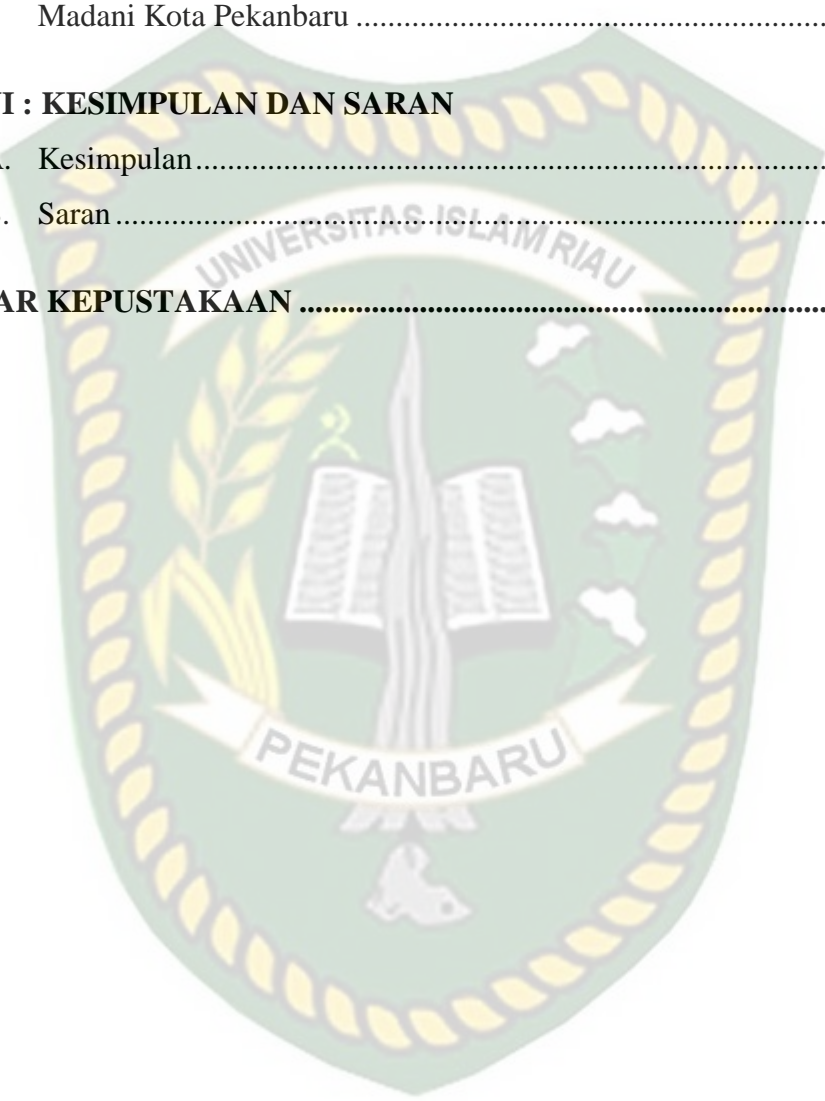 Madani Kota Pekanbaru ..........................................................................
I : KESIMPULAN DAN SARAN
. Kesimpulan ..........................................................................
. Saran ..........................................................................
AR KEPUSTAKAAN ..........................................................................
UNIVERSITAS ISLAM RIAU
PEKANBARU